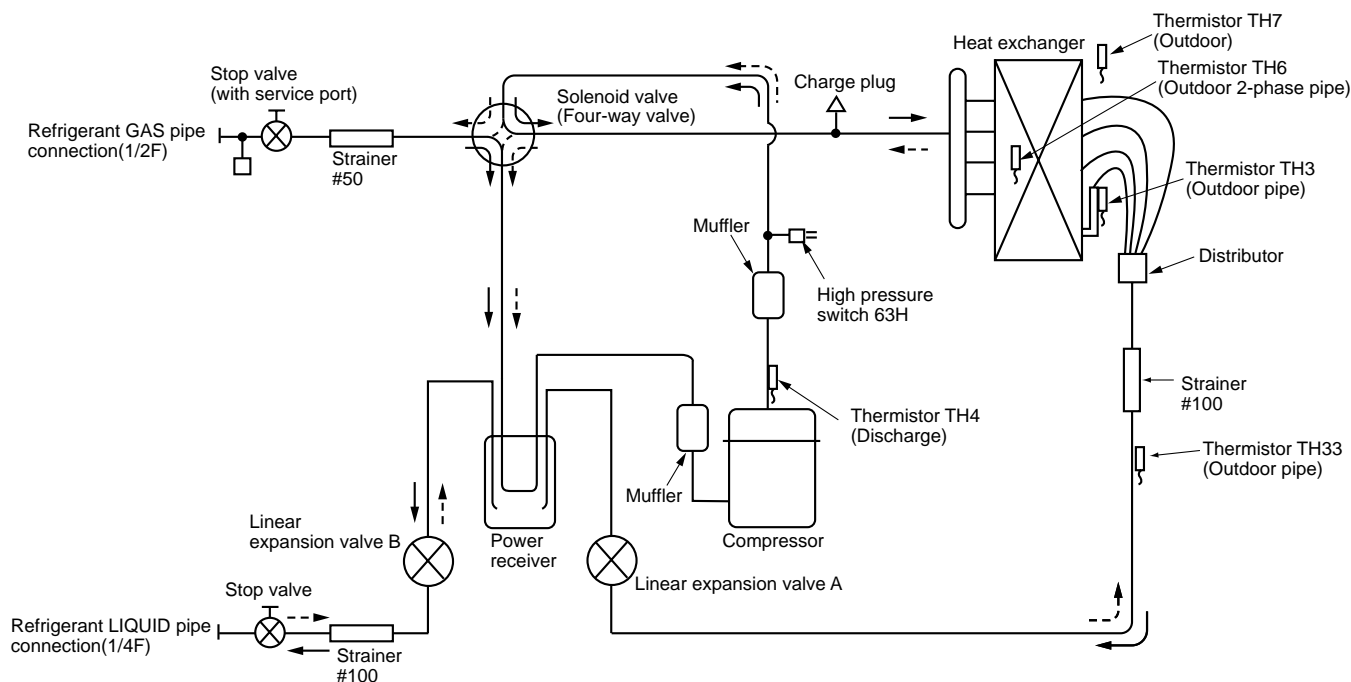 Thermistor TH7
(Outdoor)
Heat exchanger
Thermistor TH6
(Outdoor 2-phase pipe)
Stop valve
(with service port)
Charge plug
Solenoid valve
(Four-way valve)
Refrigerant GAS pipe
connection(1/2F)
Strainer
#50
Thermistor TH3
(Outdoor pipe)
Muffler
Distributor
High pressure
switch 63H
Strainer
#100
Thermistor TH4
(Discharge)
Thermistor TH33
(Outdoor pipe)
Muffler
Linear
expansion valve B
Power
receiver
Compressor
Linear expansion valve A
Stop valve
Refrigerant LIQUID pipe
connection(1/4F)
Strainer
#100